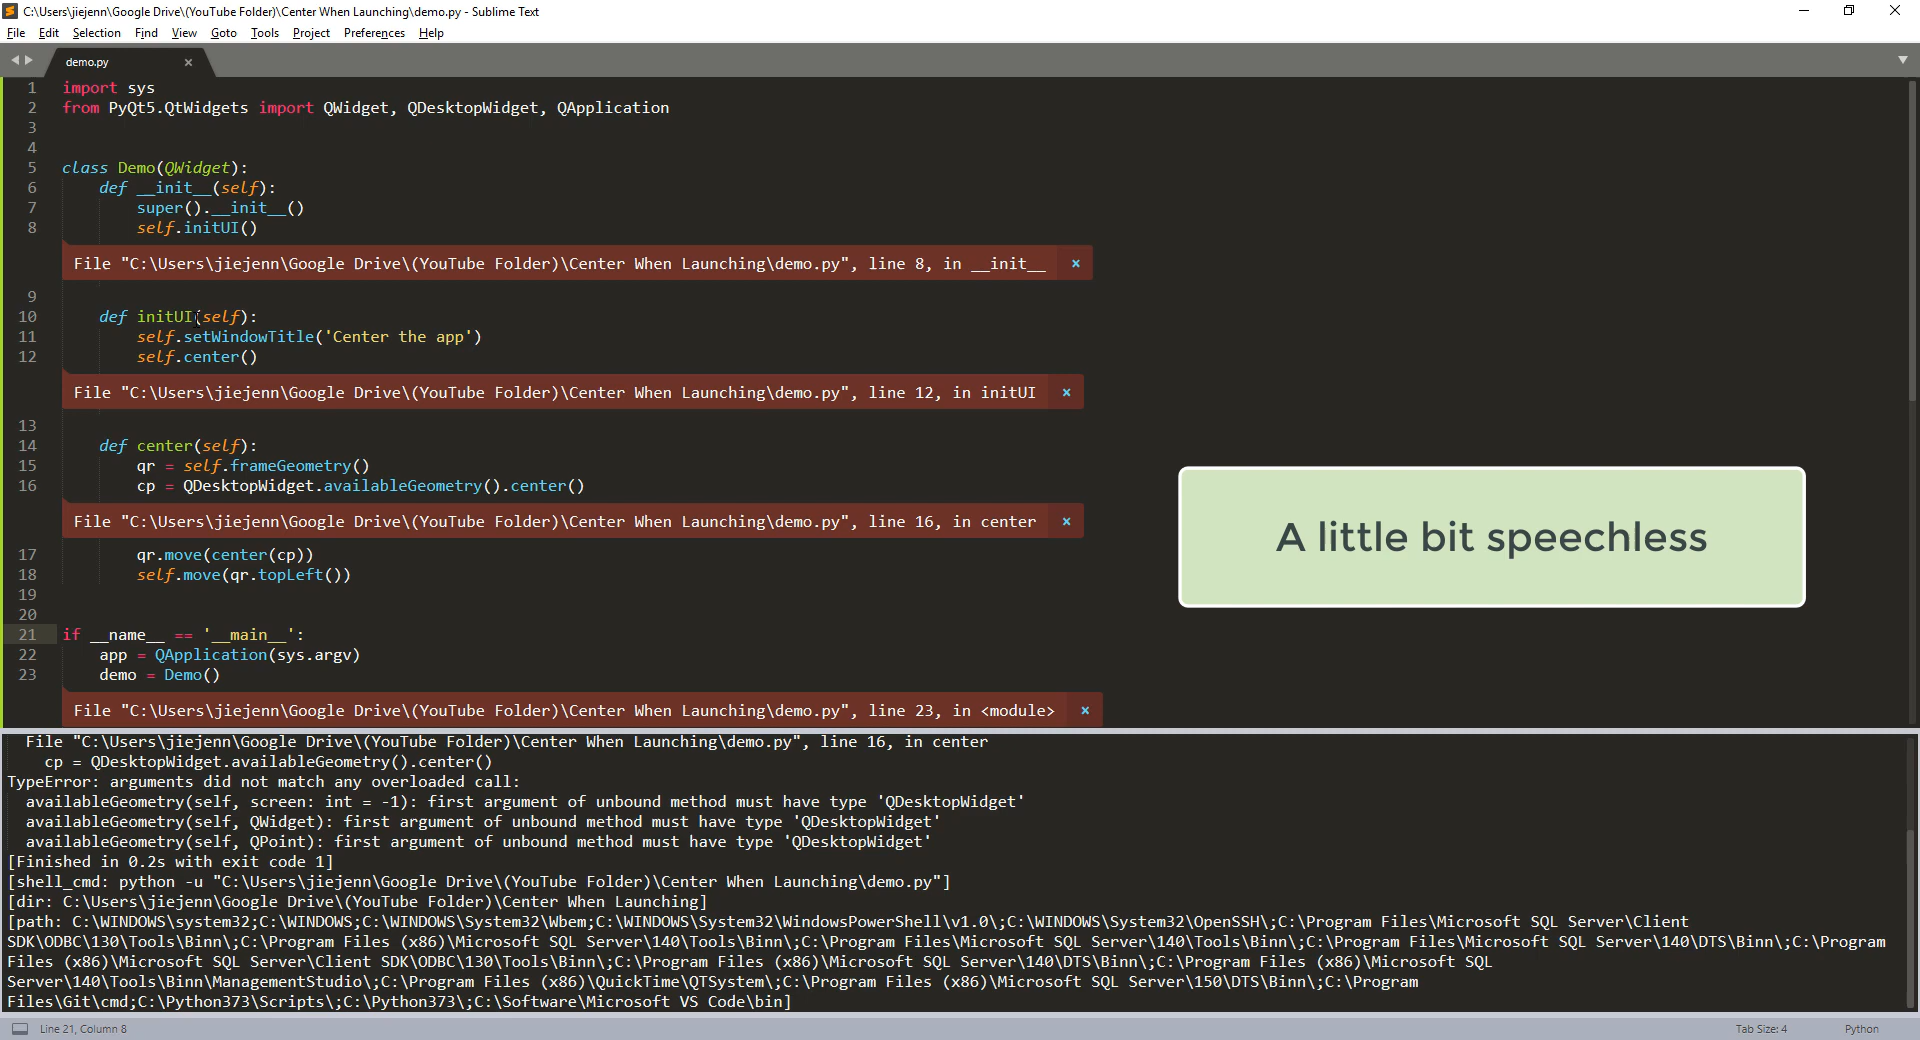 C:\Users\jiejenn\Google Drive\(YouTube Folder)\Center When Launching\demo.py - Sublime Text
File Edit Selection Find View Goto Tools Project Preferences Help
demo.py
1 import sys
2 from PyQt5.QtWidgets import QWidget, QDesktopWidget, QApplication
3
4
5 class Demo(QWidget):
6     def __init__(self):
7         super().__init__()
8         self.initUI()
File "C:\Users\jiejenn\Google Drive\(YouTube Folder)\Center When Launching\demo.py", line 8, in __init__ ×
9
10     def initUI(self):
11         self.setWindowTitle('Center the app')
12         self.center()
File "C:\Users\jiejenn\Google Drive\(YouTube Folder)\Center When Launching\demo.py", line 12, in initUI ×
13
14     def center(self):
15         qr = self.frameGeometry()
16         cp = QDesktopWidget.availableGeometry().center()
File "C:\Users\jiejenn\Google Drive\(YouTube Folder)\Center When Launching\demo.py", line 16, in center ×
17         qr.move(center(cp))
18         self.move(qr.topLeft())
19
20
21 if __name__ == '__main__':
22     app = QApplication(sys.argv)
23     demo = Demo()
File "C:\Users\jiejenn\Google Drive\(YouTube Folder)\Center When Launching\demo.py", line 23, in <module> ×
A little bit speechless
  File "C:\Users\jiejenn\Google Drive\(YouTube Folder)\Center When Launching\demo.py", line 16, in center
    cp = QDesktopWidget.availableGeometry().center()
TypeError: arguments did not match any overloaded call:
  availableGeometry(self, screen: int = -1): first argument of unbound method must have type 'QDesktopWidget'
  availableGeometry(self, QWidget): first argument of unbound method must have type 'QDesktopWidget'
  availableGeometry(self, QPoint): first argument of unbound method must have type 'QDesktopWidget'
[Finished in 0.2s with exit code 1]
[shell_cmd: python -u "C:\Users\jiejenn\Google Drive\(YouTube Folder)\Center When Launching\demo.py"]
[dir: C:\Users\jiejenn\Google Drive\(YouTube Folder)\Center When Launching]
[path: C:\WINDOWS\system32;C:\WINDOWS;C:\WINDOWS\System32\Wbem;C:\WINDOWS\System32\WindowsPowerShell\v1.0\;C:\WINDOWS\System32\OpenSSH\;C:\Program Files\Microsoft SQL Server\Client
SDK\ODBC\130\Tools\Binn\;C:\Program Files (x86)\Microsoft SQL Server\140\Tools\Binn\;C:\Program Files\Microsoft SQL Server\140\Tools\Binn\;C:\Program Files\Microsoft SQL Server\140\DTS\Binn\;C:\Program
Files (x86)\Microsoft SQL Server\Client SDK\ODBC\130\Tools\Binn\;C:\Program Files (x86)\Microsoft SQL Server\140\DTS\Binn\;C:\Program Files (x86)\Microsoft SQL
Server\140\Tools\Binn\ManagementStudio\;C:\Program Files (x86)\QuickTime\QTSystem\;C:\Program Files (x86)\Microsoft SQL Server\150\DTS\Binn\;C:\Program
Files\Git\cmd;C:\Python373\Scripts\;C:\Python373\;C:\Software\Microsoft VS Code\bin]
Line 21, Column 8
Tab Size: 4
Python